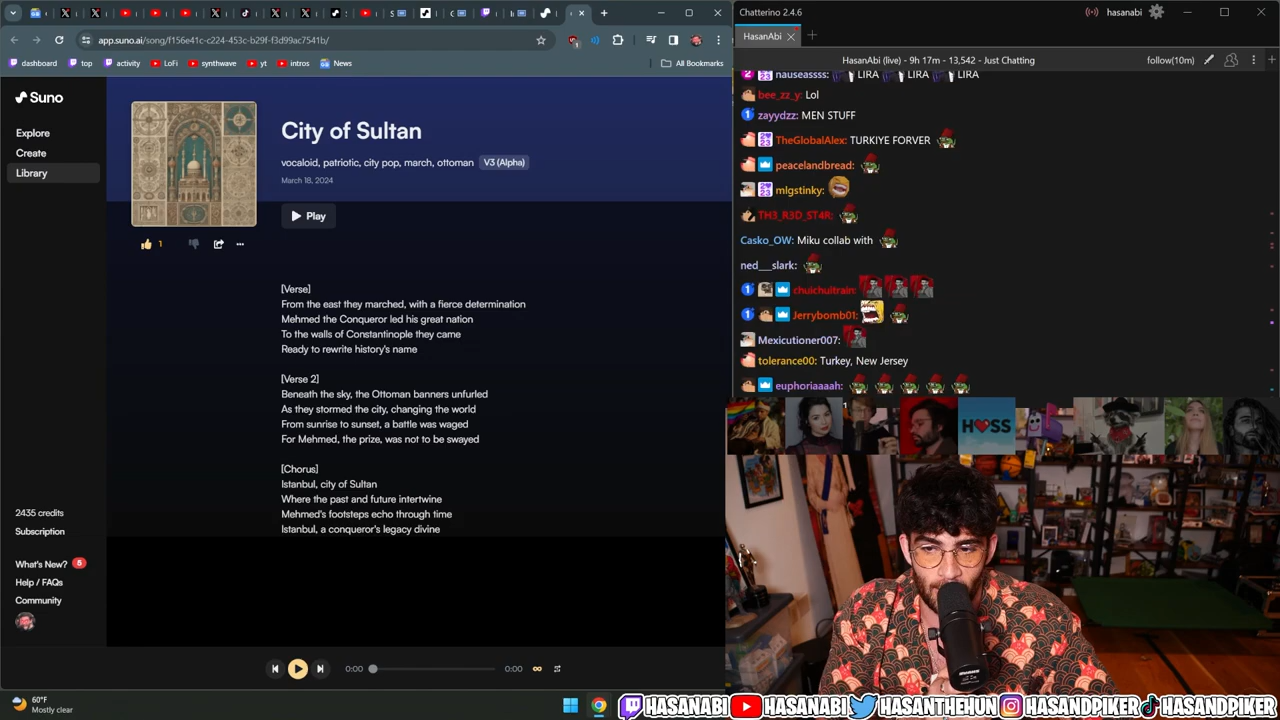 app.suno.ai/song/f156e41c-c224-453c-b29f-f3d99ac7541b/
dashboard
top
activity
LoFi
synthwave
yt
intros
News
All Bookmarks
Suno
Explore
Create
Library
City of Sultan
vocaloid, patriotic, city pop, march, ottoman V3 (Alpha)
March 18, 2024
Play
1
[Verse]
From the east they marched, with a fierce determination
Mehmed the Conqueror led his great nation
To the walls of Constantinople they came
Ready to rewrite history's name
[Verse 2]
Beneath the sky, the Ottoman banners unfurled
As they stormed the city, changing the world
From sunrise to sunset, a battle was waged
For Mehmed, the prize, was not to be swayed
[Chorus]
Istanbul, city of Sultan
Where the past and future intertwine
Mehmed's footsteps echo through time
Istanbul, a conqueror's legacy divine
2435 credits
Subscription
What's New? 5
Help / FAQs
Community
0:00
0:00
60°F
Mostly clear
Chatterino 2.4.6
hasanabi
HasanAbi
HasanAbi (live) - 9h 17m - 13,542 - Just Chatting
follow(10m)
nauseassss: LIRA LIRA LIRA
bee_zz_y: Lol
zayydzz: MEN STUFF
TheGlobalAlex: TURKIYE FORVER
peacelandbread:
mlgstinky:
TH3_R3D_ST4R:
Casko_OW: Miku collab with
ned___slark:
chuichuitrain:
Jerrybomb01:
Mexicutioner007:
tolerance00: Turkey, New Jersey
euphoriaaaah:
HOSS
HASANABI HASANABI HASANTHEHUN HASANDPIKER HASANDPIKER